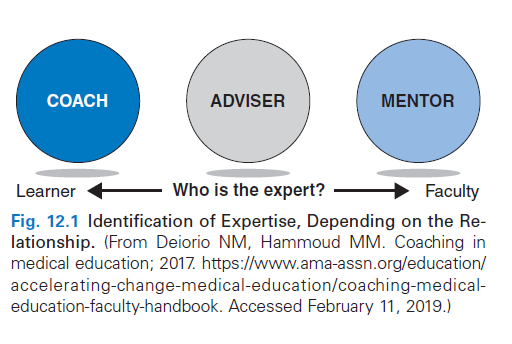 COACH ADVISER MENTOR
Learner Who is the expert? Faculty
Fig. 12.1 Identification of Expertise, Depending on the Re-
lationship. (From Deiorio NM, Hammoud MM. Coaching in
medical education; 2017. https://www.ama-assn.org/education/
accelerating-change-medical-education/coaching-medical-
education-faculty-handbook. Accessed February 11, 2019.)